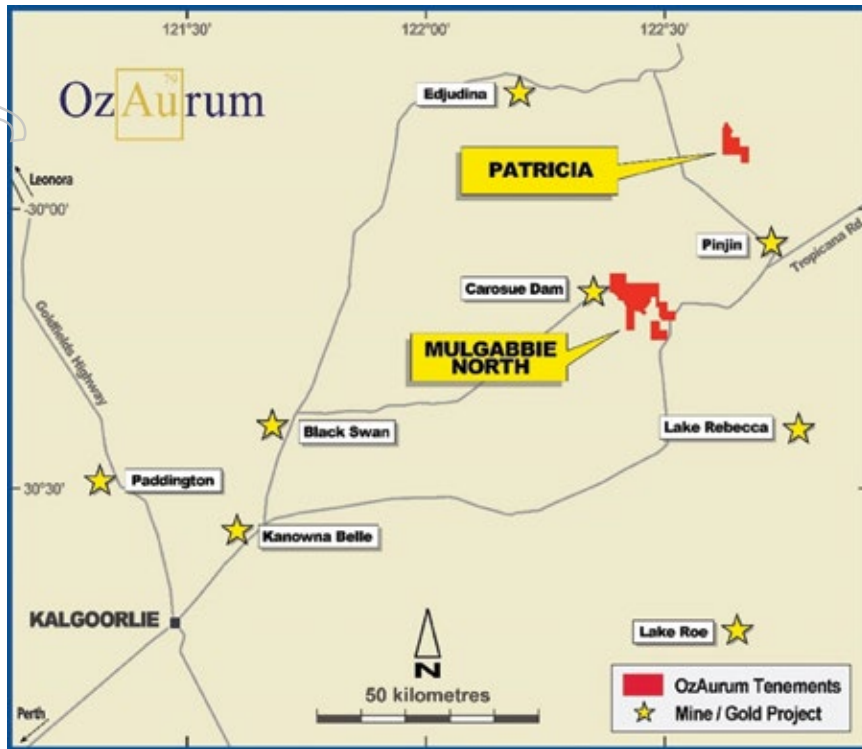 121°30'
122°00'
122°30'
79
OzAurum
Edjudina
PATRICIA
Leonora
-30°00'
Pinjin
Tropicana Rd
Carosue Dam
Goldfields Highway
MULGABBIE
NORTH
Black Swan
Lake Rebecca
Paddington
30°30'
Kanowna Belle
KALGOORLIE
Lake Roe
N
50 kilometres
OzAurum Tenements
Mine / Gold Project
Perth